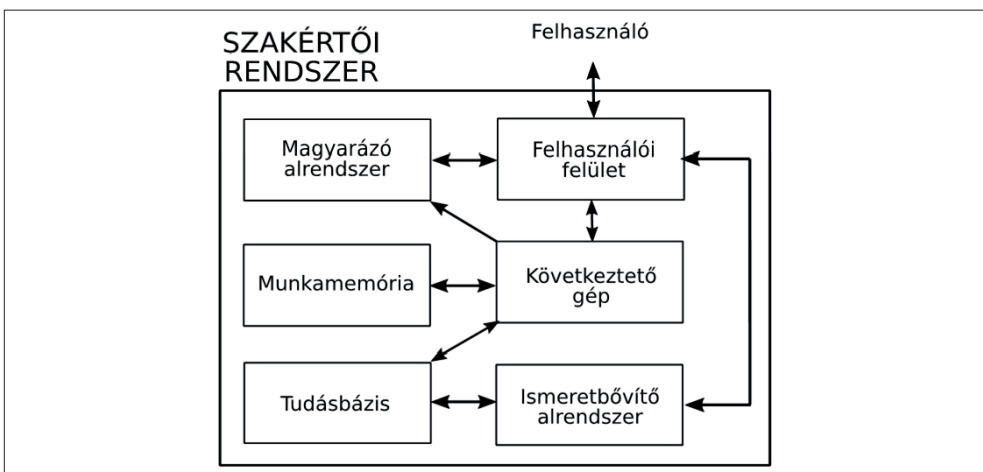 SZAKÉRTŐI
RENDSZER
Felhasználó
Magyarázó
alrendszer
Felhasználói
felület
Munkamemória
Következtető
gép
Tudásbázis
Ismeretbővítő
alrendszer